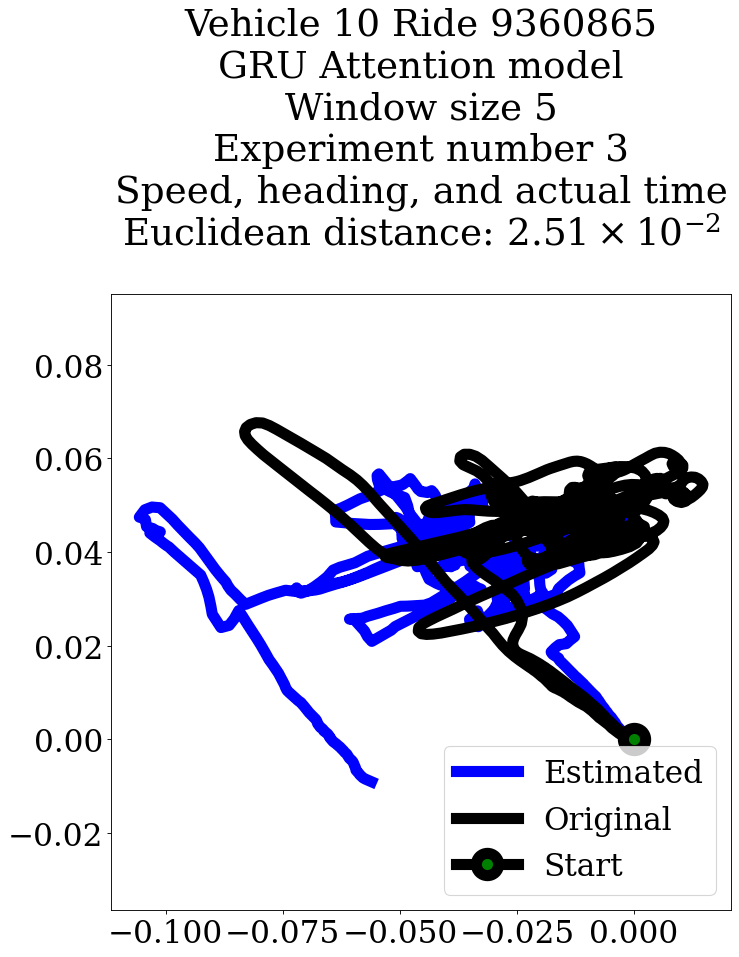 Vehicle 10 Ride 9360865
GRU Attention model
Window size 5
Experiment number 3
Speed, heading, and actual time
Euclidean distance: 2.51 × 10⁻²
0.08
0.06
0.04
0.02
0.00
−0.02
Estimated
Original
Start
−0.100 −0.075 −0.050 −0.025 0.000